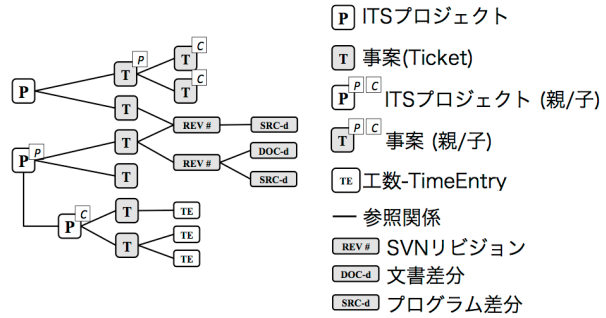 P ITSプロジェクト
C
P T
T 事案(Ticket)
C
T T
P
P C
T P ITSプロジェクト (親/子)
REV # SRC-d
P C
T T 事案 (親/子)
P DOC-d
P REV #
T TE 工数-TimeEntry
SRC-d
C T TE 参照関係
P TE REV # SVNリビジョン
T DOC-d 文書差分
TE SRC-d プログラム差分